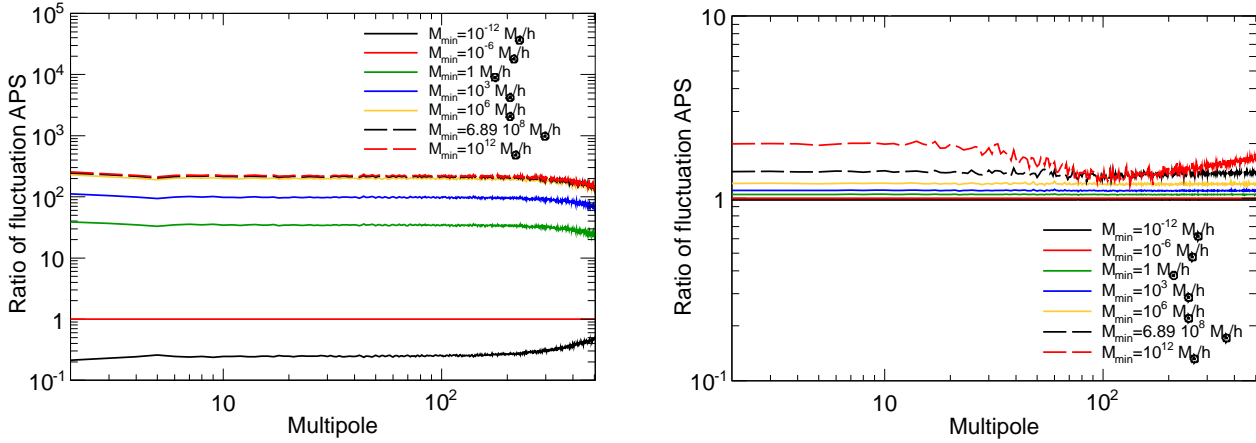 10^5
10^4
10^3
10^2
10
1
10^-1
Ratio of fluctuation APS
M_min=10^-12 M_⊙/h
M_min=10^-6 M_⊙/h
M_min=1 M_⊙/h
M_min=10^3 M_⊙/h
M_min=10^6 M_⊙/h
M_min=6.89 10^8 M_⊙/h
M_min=10^12 M_⊙/h
10 10^2
Multipole
10
1
10^-1
Ratio of fluctuation APS
M_min=10^-12 M_⊙/h
M_min=10^-6 M_⊙/h
M_min=1 M_⊙/h
M_min=10^3 M_⊙/h
M_min=10^6 M_⊙/h
M_min=6.89 10^8 M_⊙/h
M_min=10^12 M_⊙/h
10 10^2
Multipole